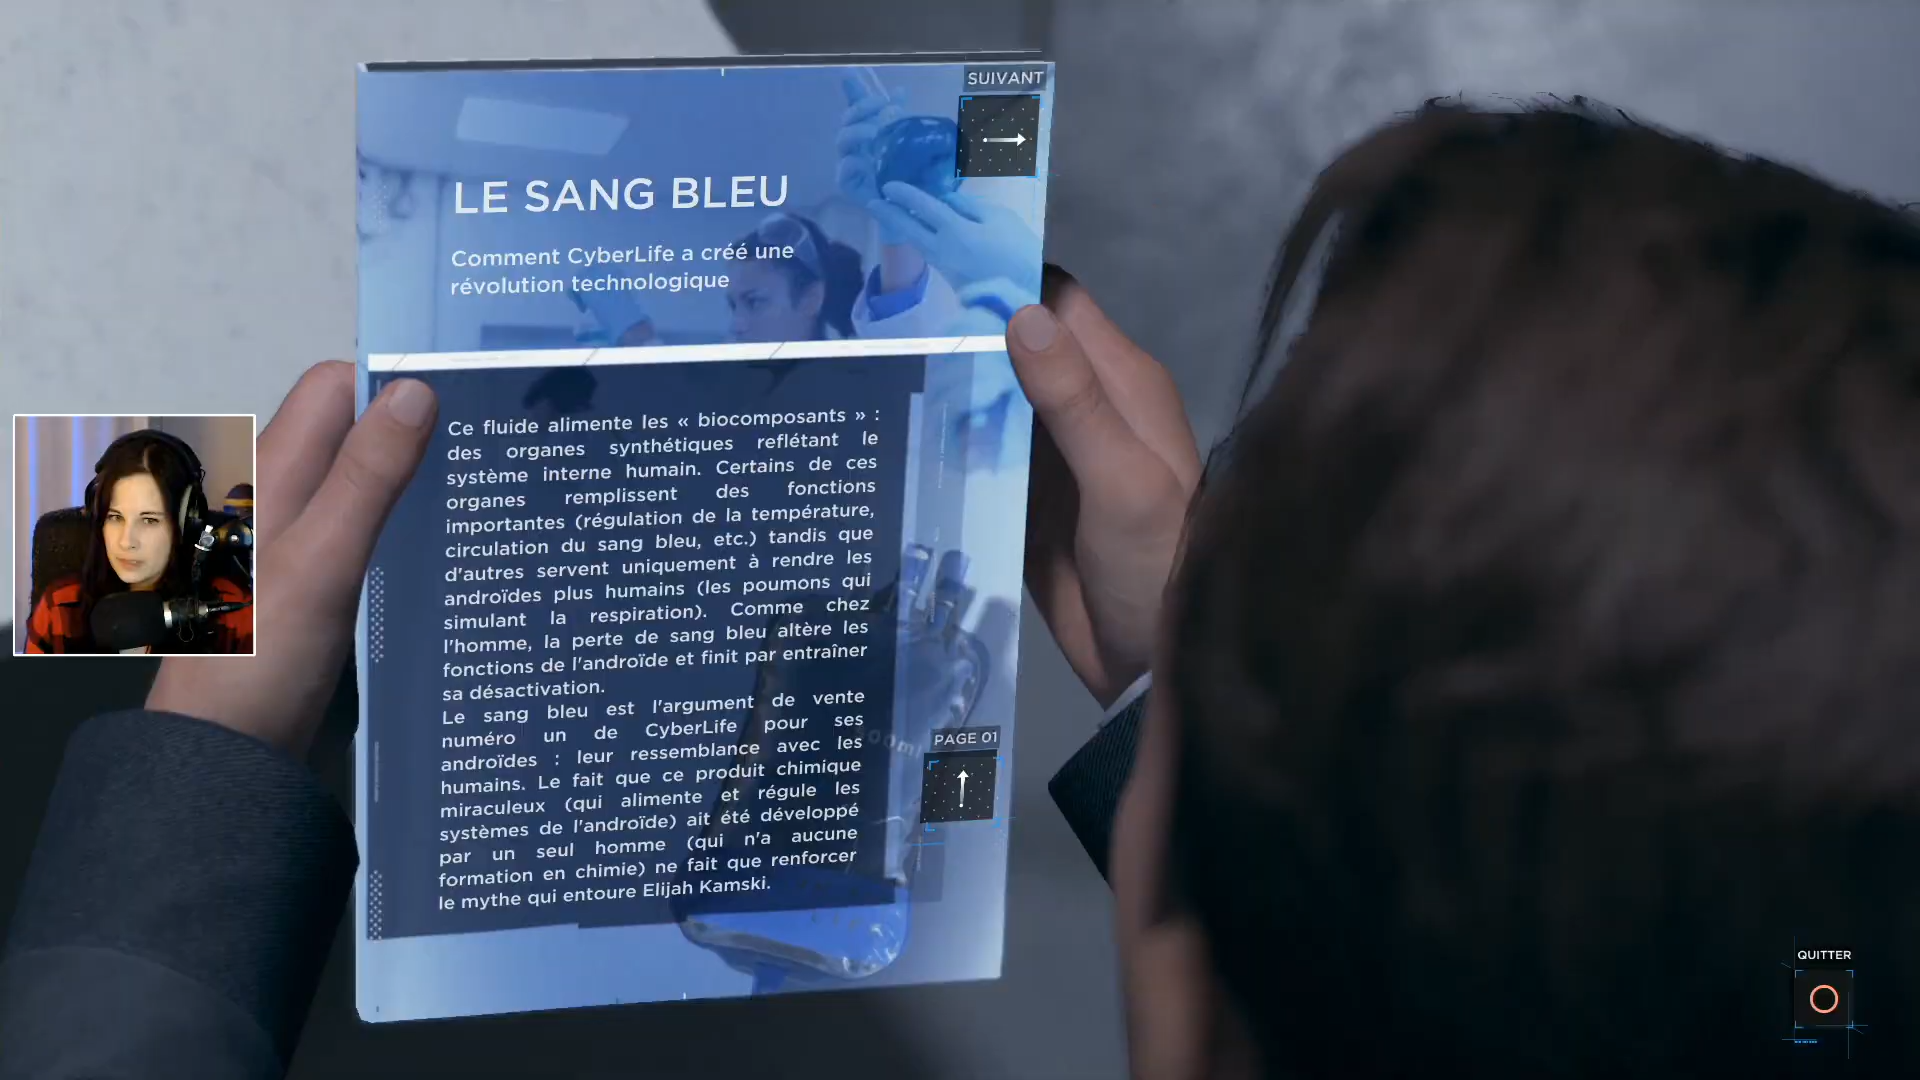 SUIVANT
LE SANG BLEU
Comment CyberLife a créé une
révolution technologique
Ce fluide alimente les « biocomposants » :
des organes synthétiques reflétant le
système interne humain. Certains de ces
organes remplissent des fonctions
importantes (régulation de la température,
circulation du sang bleu, etc.) tandis que
d'autres servent uniquement à rendre les
androïdes plus humains (les poumons qui
simulant la respiration). Comme chez
l'homme, la perte de sang bleu altère les
fonctions de l'androïde et finit par entraîner
sa désactivation.
Le sang bleu est l'argument de vente
numéro un de CyberLife pour ses
androïdes : leur ressemblance avec les
humains. Le fait que ce produit chimique
miraculeux (qui alimente et régule les
systèmes de l'androïde) ait été développé
par un seul homme (qui n'a aucune
formation en chimie) ne fait que renforcer
le mythe qui entoure Elijah Kamski.
PAGE 01
QUITTER